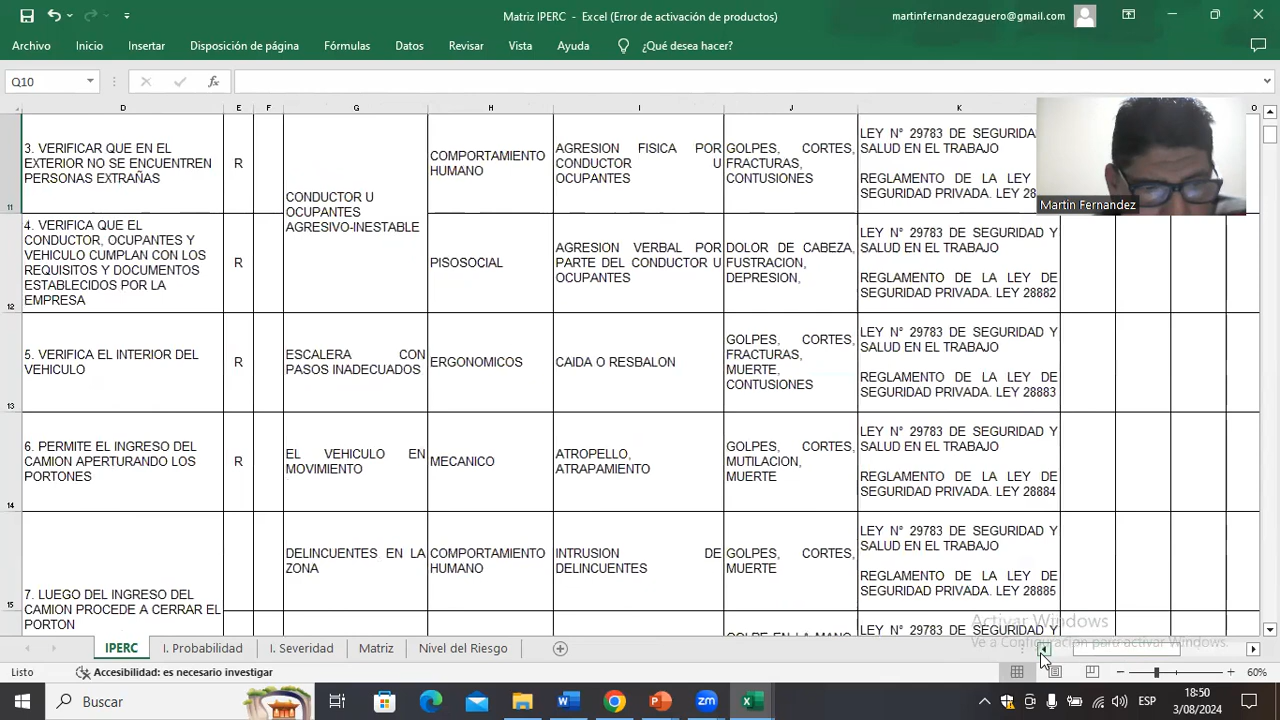 Matriz IPERC - Excel (Error de activación de productos)
martinfernandezaguero@gmail.com
Archivo Inicio Insertar Disposición de página Fórmulas Datos Revisar Vista Ayuda ¿Qué desea hacer?
Q10 fx
D E F G H I J K O
3. VERIFICAR QUE EN EL
EXTERIOR NO SE ENCUENTREN
PERSONAS EXTRAÑAS
R
CONDUCTOR U
OCUPANTES
AGRESIVO-INESTABLE
COMPORTAMIENTO
HUMANO
AGRESION FISICA POR
CONDUCTOR U
OCUPANTES
GOLPES, CORTES,
FRACTURAS,
CONTUSIONES
LEY N° 29783 DE SEGURIDA
SALUD EN EL TRABAJO
REGLAMENTO DE LA LEY
SEGURIDAD PRIVADA. LEY 28
Martin Fernandez
11
4. VERIFICA QUE EL
CONDUCTOR, OCUPANTES Y
VEHICULO CUMPLAN CON LOS
REQUISITOS Y DOCUMENTOS
ESTABLECIDOS POR LA
EMPRESA
R
PISOSOCIAL
AGRESION VERBAL POR
PARTE DEL CONDUCTOR U
OCUPANTES
DOLOR DE CABEZA,
FUSTRACION,
DEPRESION,
LEY N° 29783 DE SEGURIDAD Y
SALUD EN EL TRABAJO
REGLAMENTO DE LA LEY DE
SEGURIDAD PRIVADA. LEY 28882
12
5. VERIFICA EL INTERIOR DEL
VEHICULO
R
ESCALERA CON
PASOS INADECUADOS
ERGONOMICOS
CAIDA O RESBALON
GOLPES, CORTES,
FRACTURAS,
MUERTE,
CONTUSIONES
LEY N° 29783 DE SEGURIDAD Y
SALUD EN EL TRABAJO
REGLAMENTO DE LA LEY DE
SEGURIDAD PRIVADA. LEY 28883
13
6. PERMITE EL INGRESO DEL
CAMION APERTURANDO LOS
PORTONES
R
EL VEHICULO EN
MOVIMIENTO
MECANICO
ATROPELLO,
ATRAPAMIENTO
GOLPES, CORTES,
MUTILACION,
MUERTE
LEY N° 29783 DE SEGURIDAD Y
SALUD EN EL TRABAJO
REGLAMENTO DE LA LEY DE
SEGURIDAD PRIVADA. LEY 28884
14
7. LUEGO DEL INGRESO DEL
CAMION PROCEDE A CERRAR EL
PORTON
DELINCUENTES EN LA
ZONA
COMPORTAMIENTO
HUMANO
INTRUSION DE
DELINCUENTES
GOLPES, CORTES,
MUERTE
LEY N° 29783 DE SEGURIDAD Y
SALUD EN EL TRABAJO
REGLAMENTO DE LA LEY DE
SEGURIDAD PRIVADA. LEY 28885
15
GOLPE EN LA MANO
LEY N° 29783 DE SEGURIDAD Y
Activar Windows
Ve a Configuración para activar Windows.
IPERC I. Probabilidad I. Severidad Matriz Nivel del Riesgo
Listo Accesibilidad: es necesario investigar 60%
Buscar
ESP
18:50
3/08/2024